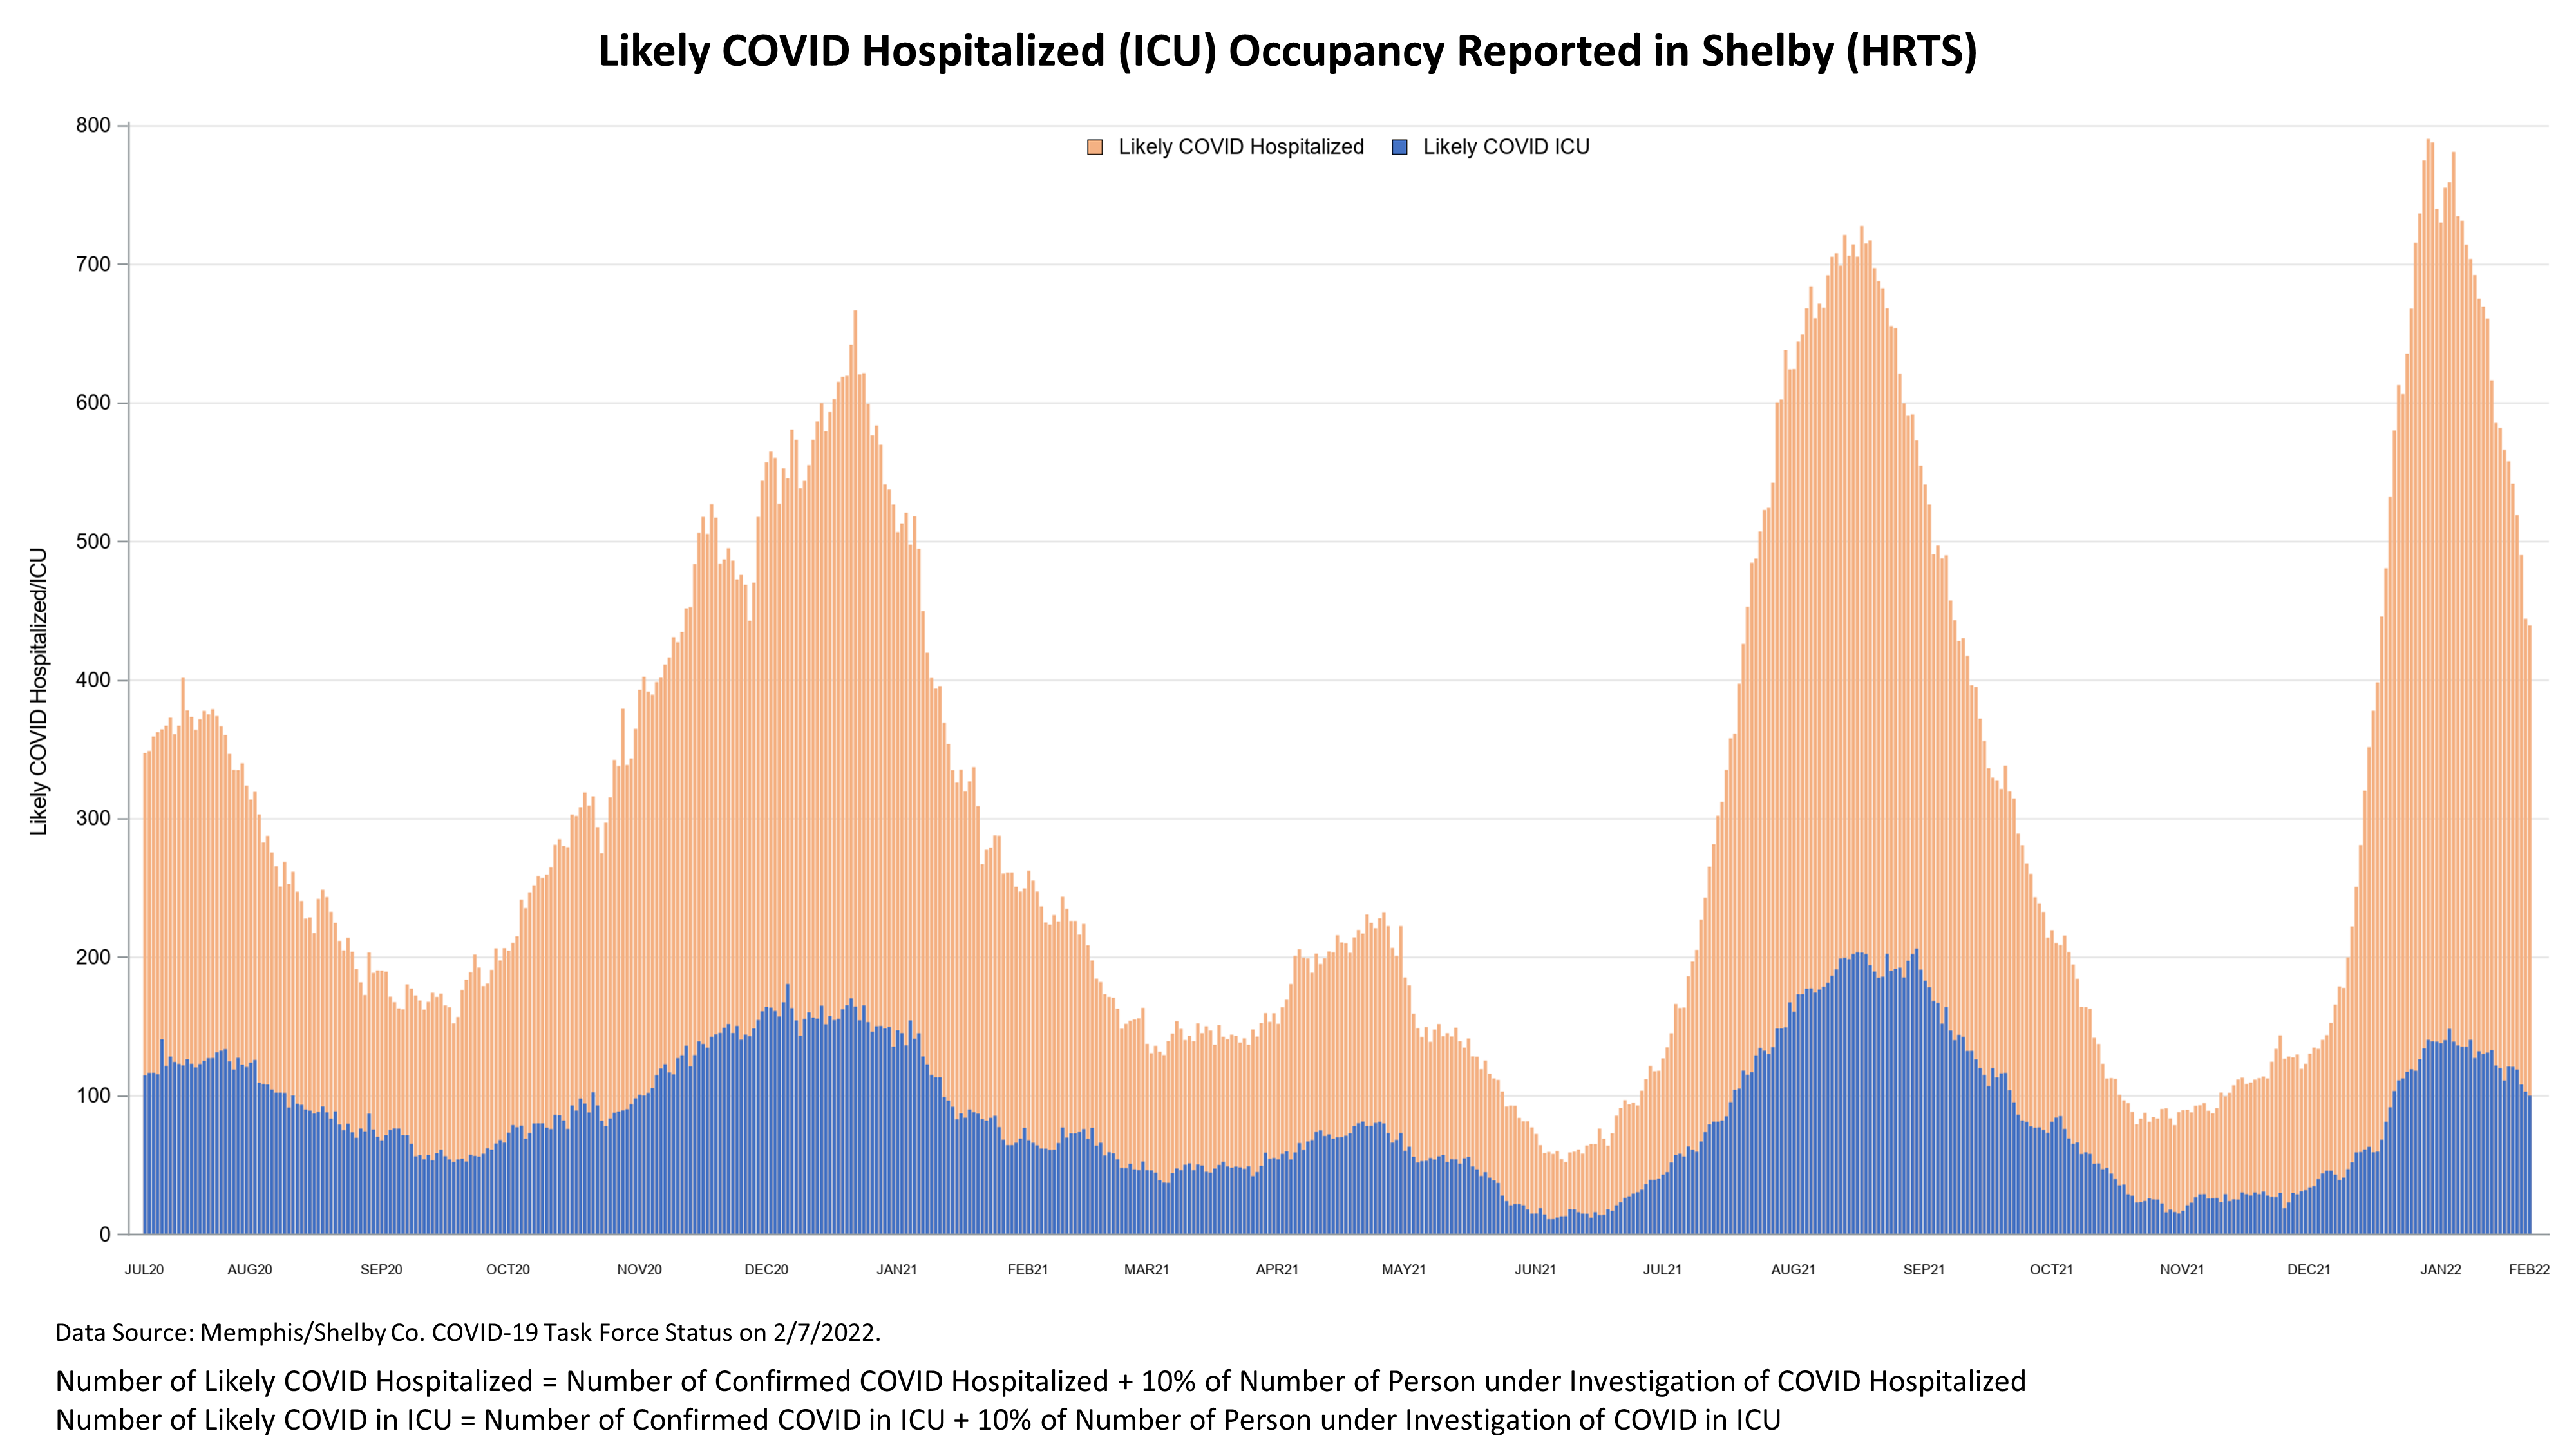 Likely COVID Hospitalized (ICU) Occupancy Reported in Shelby (HRTS)
Likely COVID Hospitalized Likely COVID ICU
Likely COVID Hospitalized/ICU
800
700
600
500
400
300
200
100
0
JUL20 AUG20 SEP20 OCT20 NOV20 DEC20 JAN21 FEB21 MAR21 APR21 MAY21 JUN21 JUL21 AUG21 SEP21 OCT21 NOV21 DEC21 JAN22 FEB22
Data Source: Memphis/Shelby Co. COVID-19 Task Force Status on 2/7/2022.
Number of Likely COVID Hospitalized = Number of Confirmed COVID Hospitalized + 10% of Number of Person under Investigation of COVID Hospitalized
Number of Likely COVID in ICU = Number of Confirmed COVID in ICU + 10% of Number of Person under Investigation of COVID in ICU